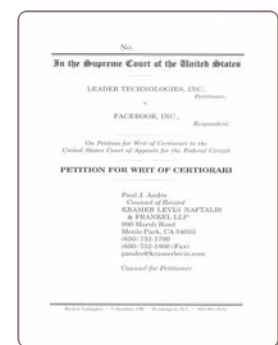 No.
In the Supreme Court of the United States
LEADER TECHNOLOGIES, INC.,
Petitioner,
v.
FACEBOOK, INC.,
Respondent.
On Petition for Writ of Certiorari to the
United States Court of Appeals for the Federal Circuit
PETITION FOR WRIT OF CERTIORARI
Paul J. Andre
Counsel of Record
KRAMER LEVIN NAFTALIS
& FRANKEL LLP
990 Marsh Road
Menlo Park, CA 94025
(650) 752-1700
(650) 752-1800 (Fax)
pandre@kramerlevin.com
Counsel for Petitioner
Washington, D.C.